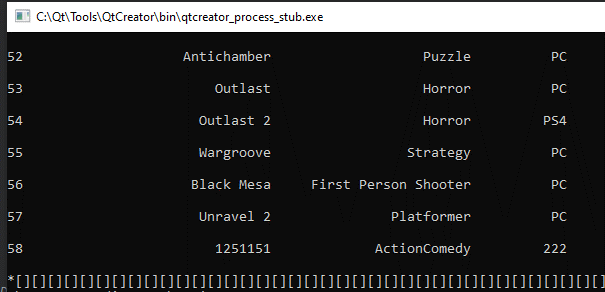 C:\Qt\Tools\QtCreator\bin\qtcreator_process_stub.exe
52 Antichamber Puzzle PC
53 Outlast Horror PC
54 Outlast 2 Horror PS4
55 Wargroove Strategy PC
56 Black Mesa First Person Shooter PC
57 Unravel 2 Platformer PC
58 1251151 ActionComedy 222
*[][][][][][][][][][][][][][][][][][][][][][][][][][][][][][][][][][][][][]